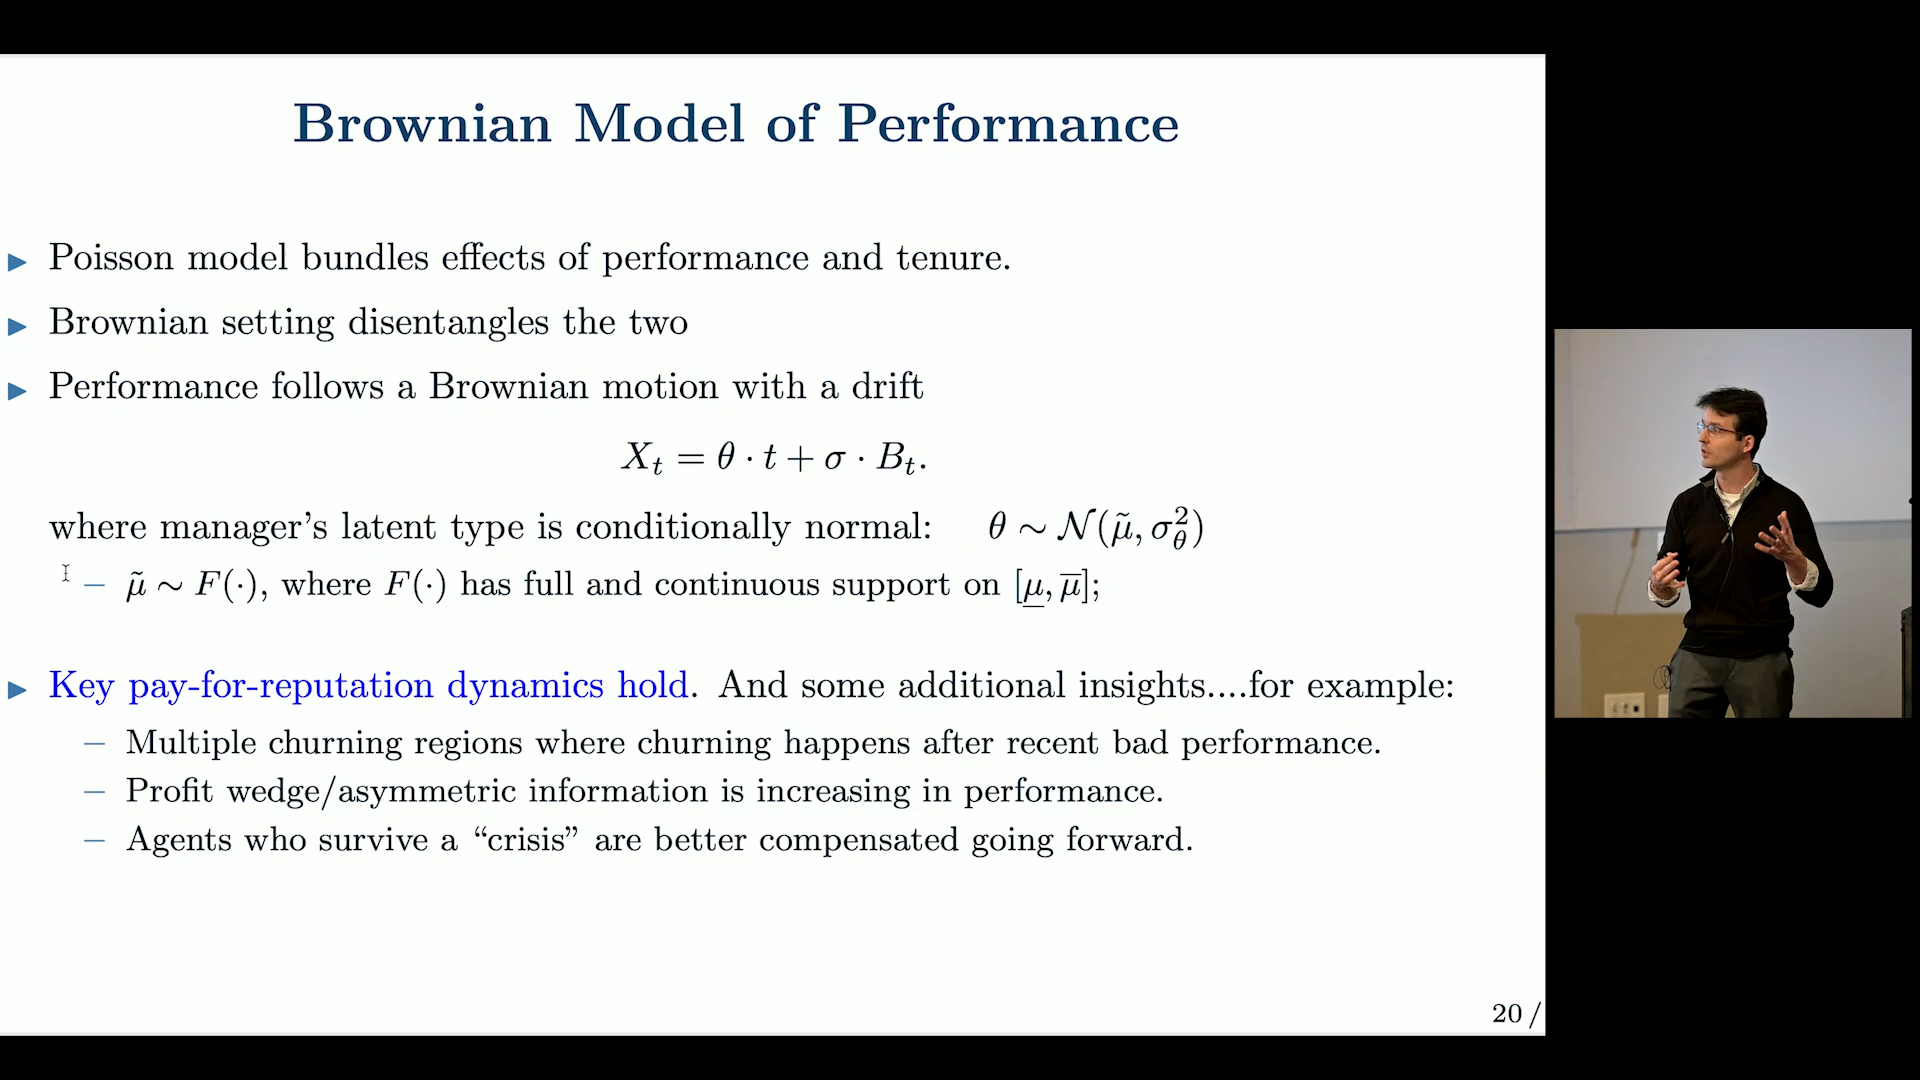 Brownian Model of Performance
▶ Poisson model bundles effects of performance and tenure.
▶ Brownian setting disentangles the two
▶ Performance follows a Brownian motion with a drift
X_t = θ · t + σ · B_t.
where manager's latent type is conditionally normal: θ ∼ 𝒩(μ̃, σ_θ^2)
– μ̃ ∼ F(·), where F(·) has full and continuous support on [μ̲, μ̅];
▶ Key pay-for-reputation dynamics hold. And some additional insights....for example:
– Multiple churning regions where churning happens after recent bad performance.
– Profit wedge/asymmetric information is increasing in performance.
– Agents who survive a “crisis” are better compensated going forward.
20 /